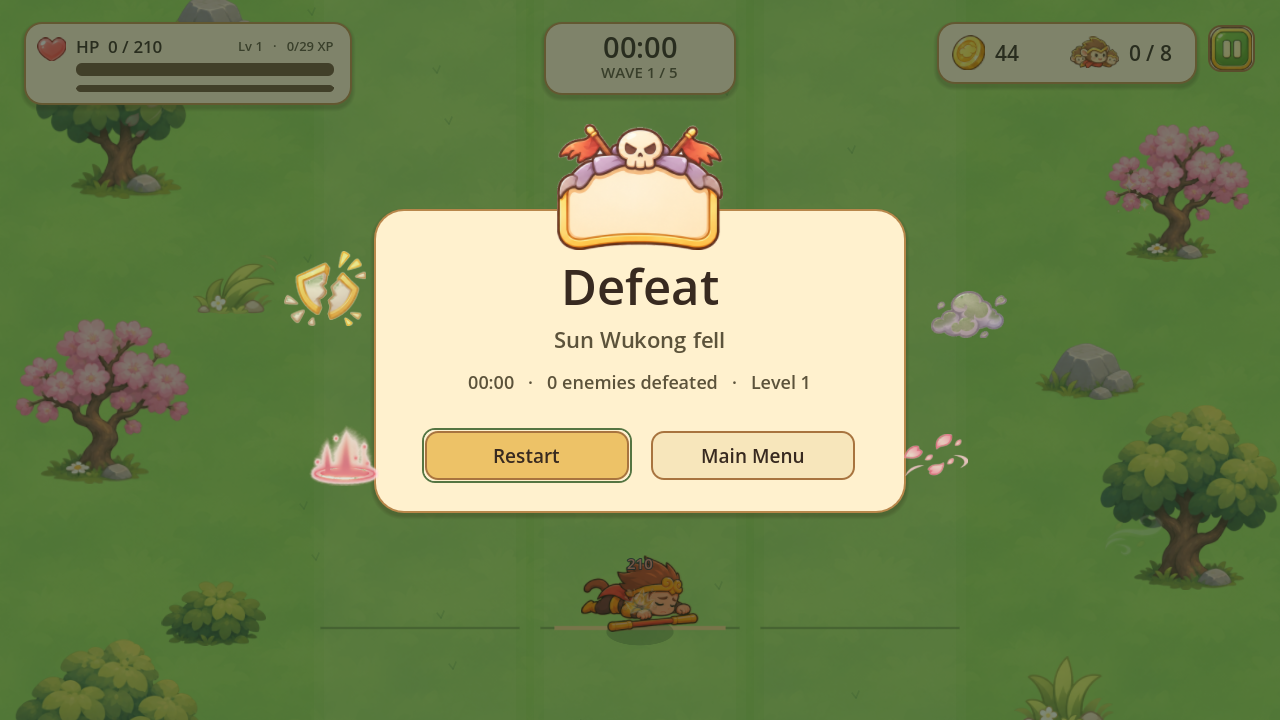 HP 0 / 210
Lv 1 · 0/29 XP
00:00
WAVE 1 / 5
44
0 / 8
Defeat
Sun Wukong fell
00:00 · 0 enemies defeated · Level 1
Restart
Main Menu
210